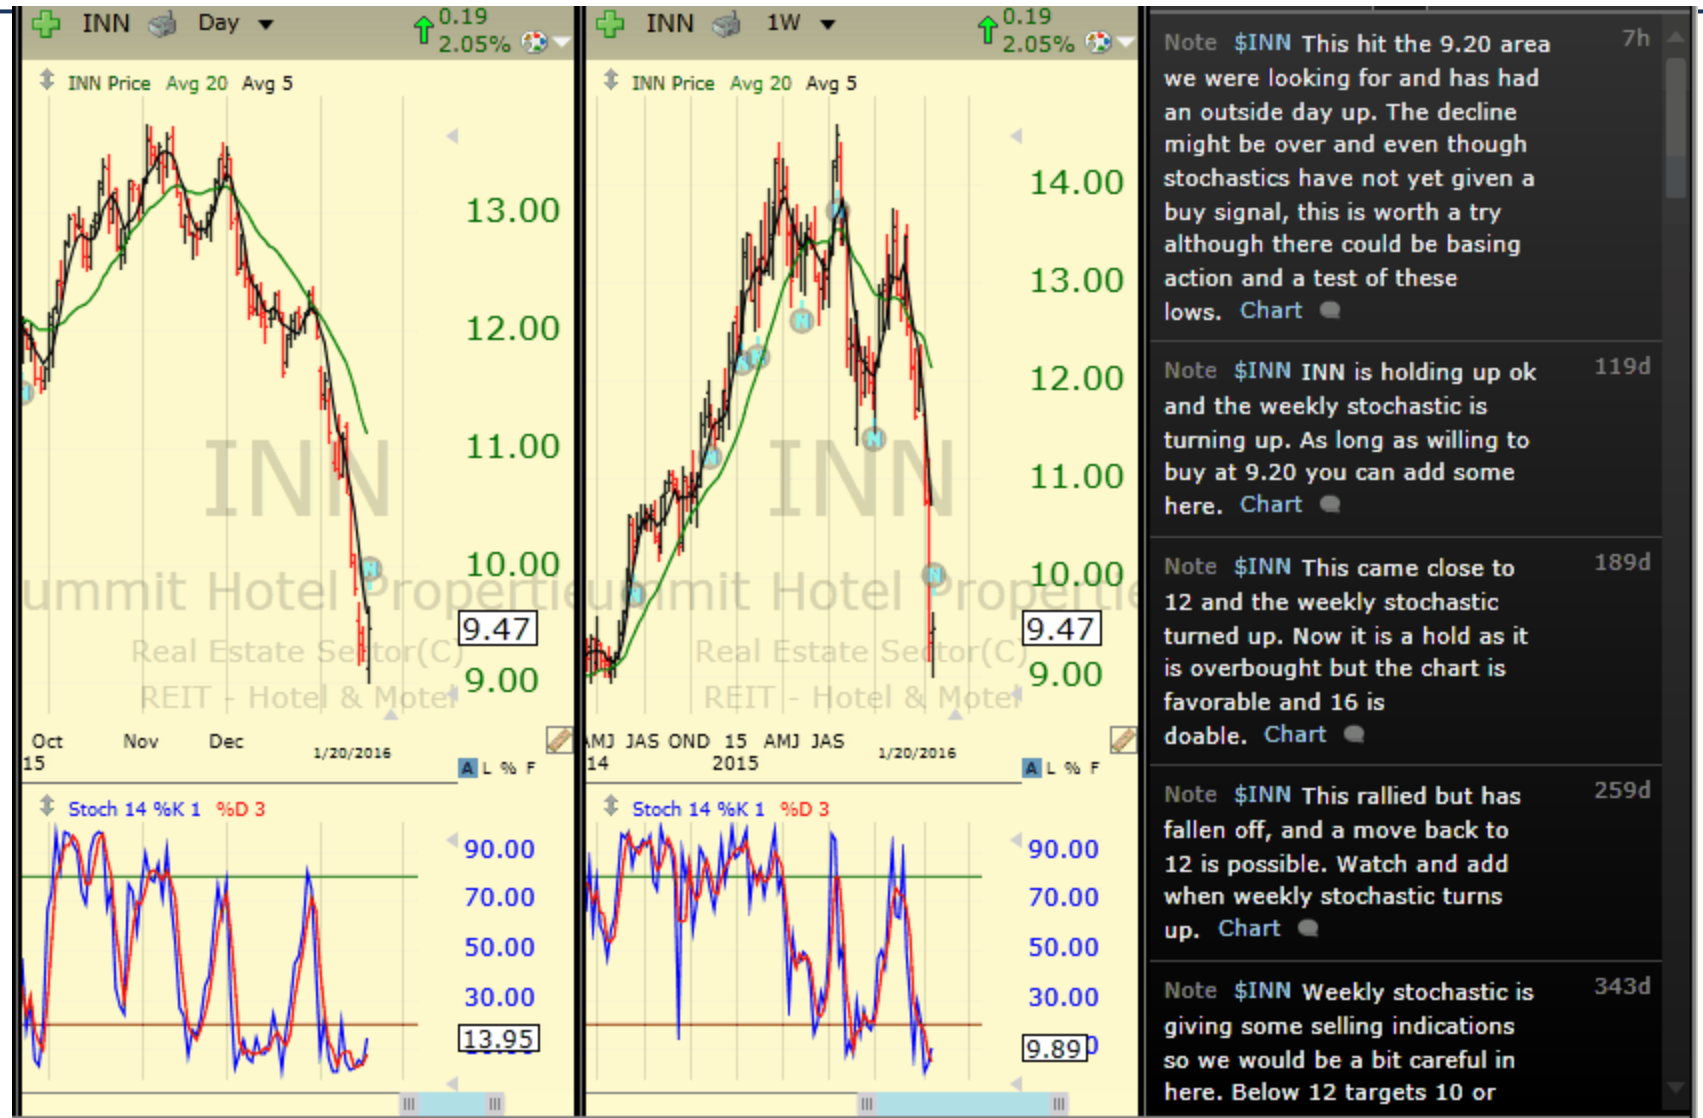 INN Day 0.19
2.05%
INN Price Avg 20 Avg 5
13.00
12.00
11.00
INN
10.00
ummit Hotel Propertie
9.47
Real Estate Sector(C)
9.00
REIT - Hotel & Motel
Oct Nov Dec 1/20/2016
15
A L % F
Stoch 14 %K 1 %D 3
90.00
70.00
50.00
30.00
13.95
INN 1W 0.19
2.05%
INN Price Avg 20 Avg 5
14.00
13.00
12.00
11.00
INN
10.00
ummit Hotel Propertie
9.47
Real Estate Sector(C)
9.00
REIT - Hotel & Motel
AMJ JAS OND 15 AMJ JAS 1/20/2016
14 2015
A L % F
Stoch 14 %K 1 %D 3
90.00
70.00
50.00
30.00
9.89
Note $INN This hit the 9.20 area 7h
we were looking for and has had
an outside day up. The decline
might be over and even though
stochastics have not yet given a
buy signal, this is worth a try
although there could be basing
action and a test of these
lows. Chart
Note $INN INN is holding up ok 119d
and the weekly stochastic is
turning up. As long as willing to
buy at 9.20 you can add some
here. Chart
Note $INN This came close to 189d
12 and the weekly stochastic
turned up. Now it is a hold as it
is overbought but the chart is
favorable and 16 is
doable. Chart
Note $INN This rallied but has 259d
fallen off, and a move back to
12 is possible. Watch and add
when weekly stochastic turns
up. Chart
Note $INN Weekly stochastic is 343d
giving some selling indications
so we would be a bit careful in
here. Below 12 targets 10 or